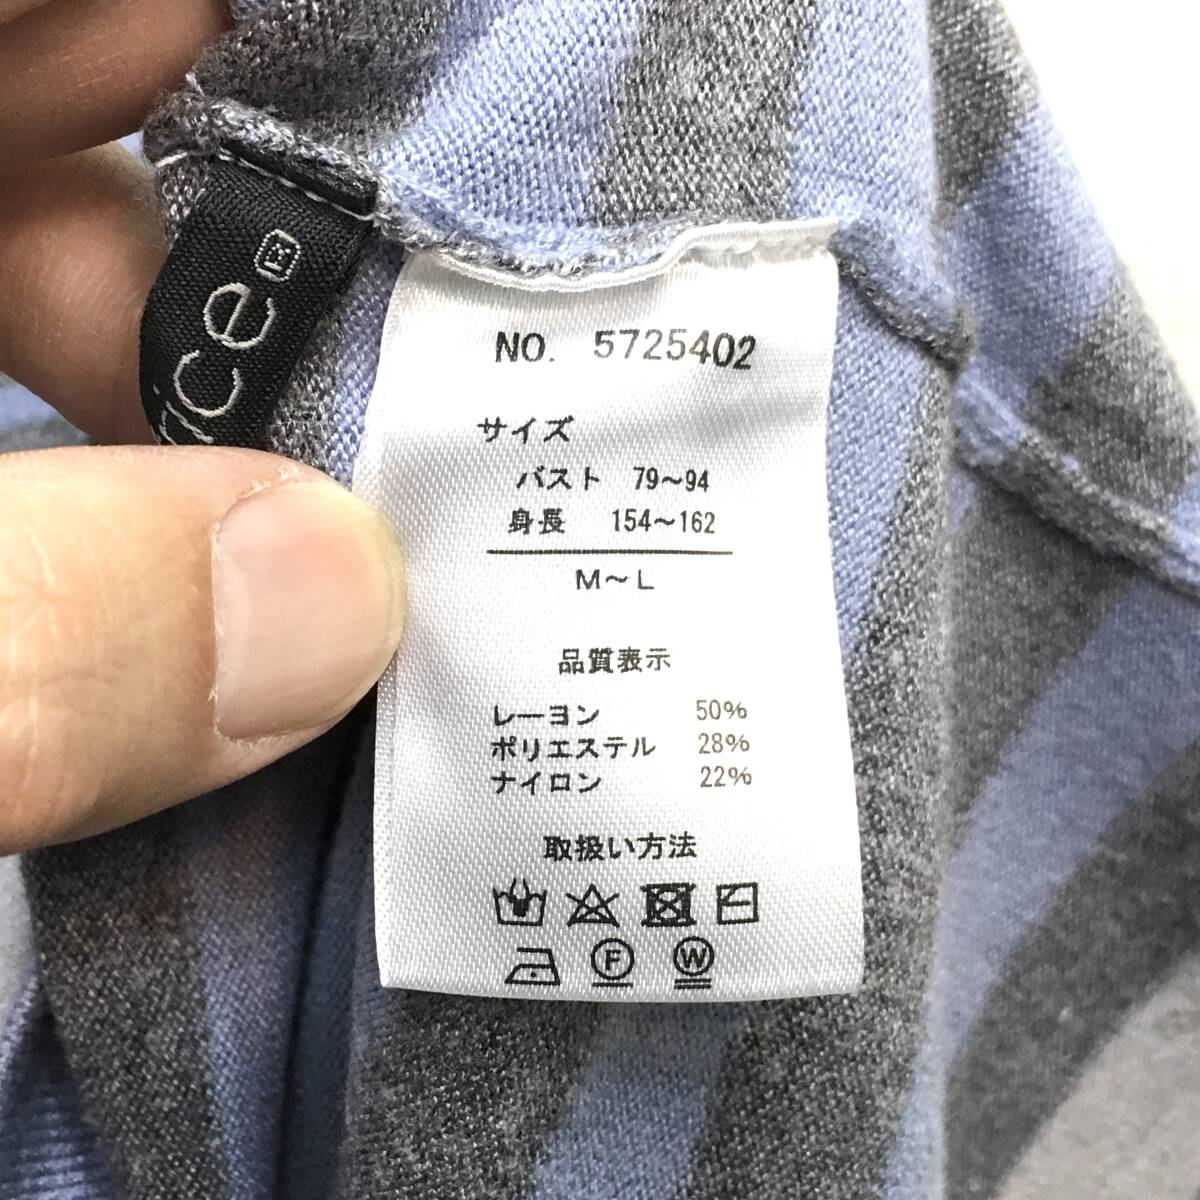 NO. 5725402
サイズ
バスト 79～94
身長 154～162
M～L
品質表示
レーヨン 50%
ポリエステル 28%
ナイロン 22%
取扱い方法
F W